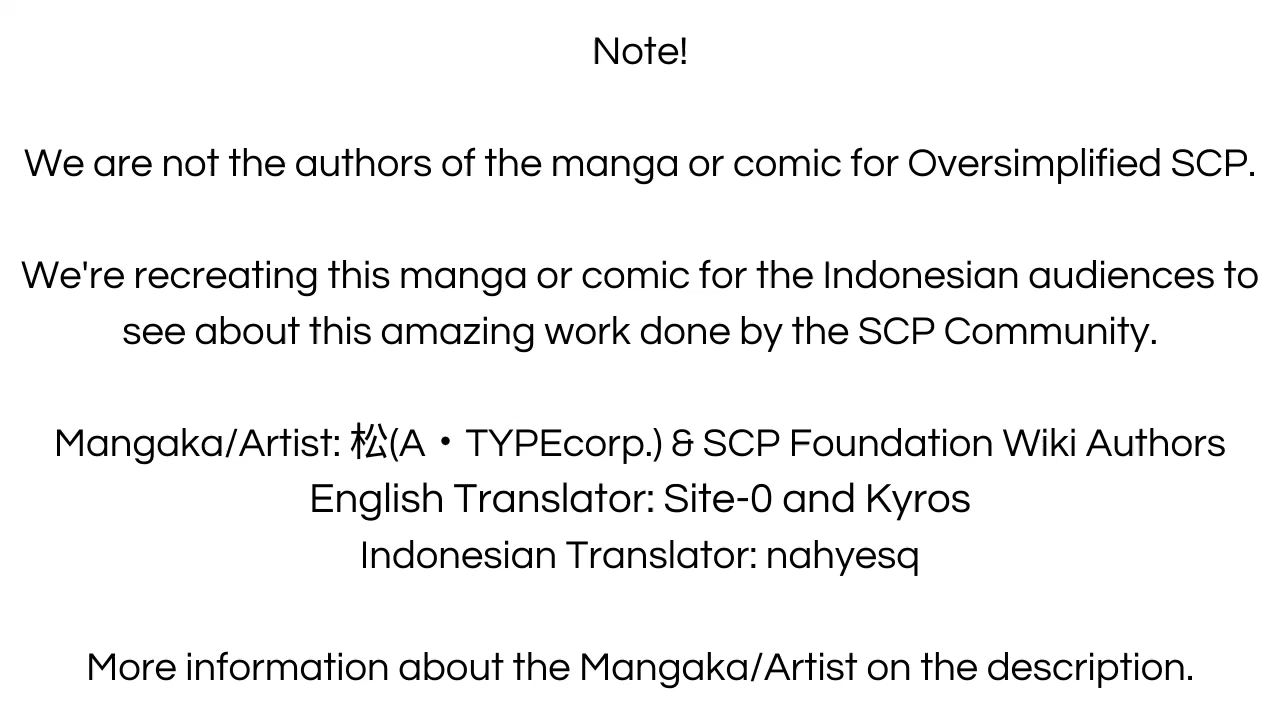 Note!
We are not the authors of the manga or comic for Oversimplified SCP.
We're recreating this manga or comic for the Indonesian audiences to
see about this amazing work done by the SCP Community.
Mangaka/Artist: 松(A・TYPEcorp.) & SCP Foundation Wiki Authors
English Translator: Site-0 and Kyros
Indonesian Translator: nahyesq
More information about the Mangaka/Artist on the description.